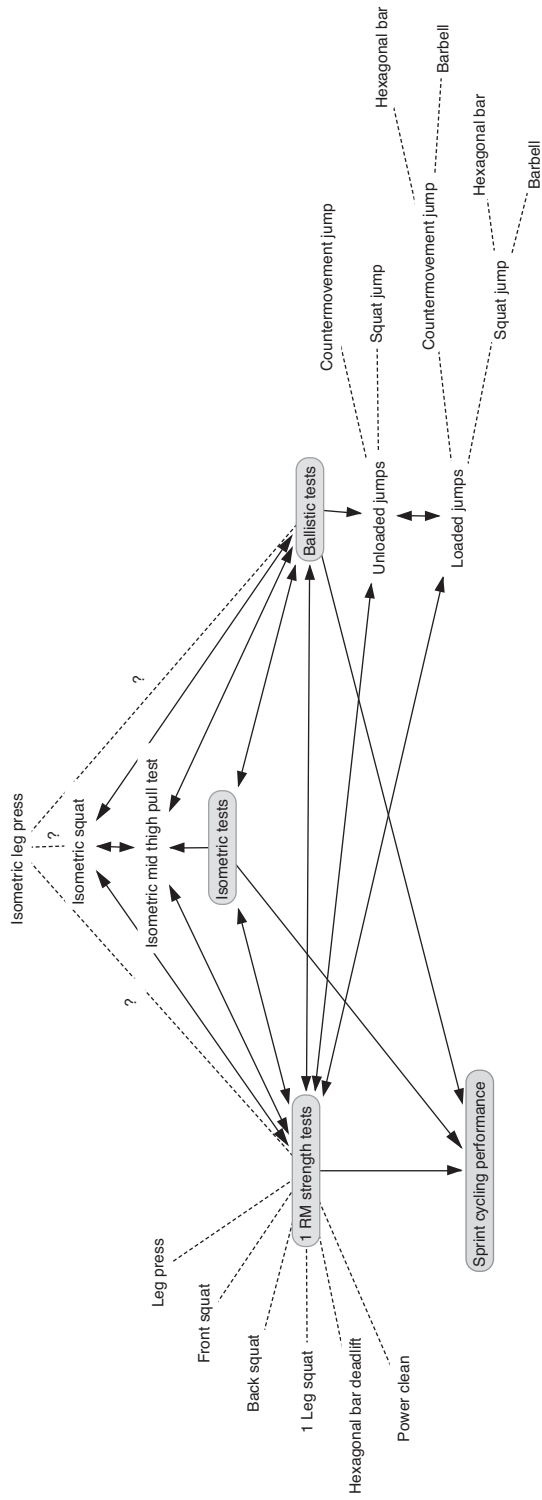 Isometric leg press
?
?
?
Isometric squat
Isometric mid thigh pull test
Isometric tests
Leg press
Front squat
Back squat
1 Leg squat
Hexagonal bar deadlift
Power clean
1 RM strength tests
Ballistic tests
Countermovement jump
Squat jump
Unloaded jumps
Hexagonal bar
Barbell
Countermovement jump
Loaded jumps
Squat jump
Hexagonal bar
Barbell
Sprint cycling performance